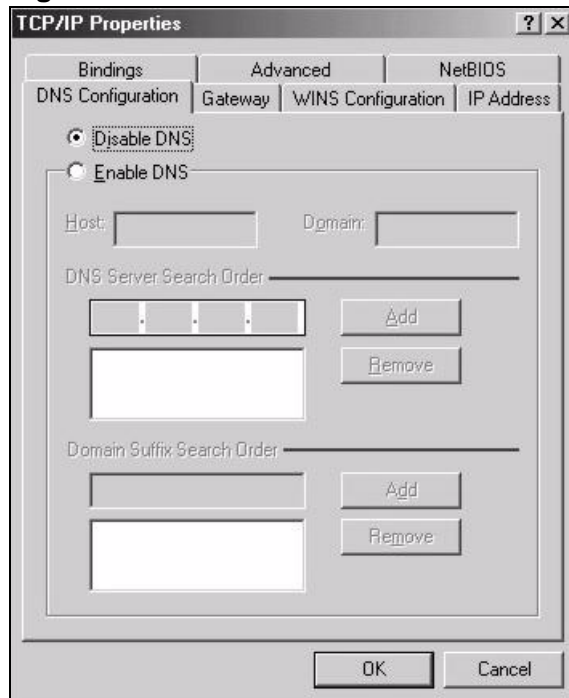 TCP/IP Properties
? X
Bindings Advanced NetBIOS
DNS Configuration Gateway WINS Configuration IP Address
Disable DNS
Enable DNS
Host: Domain:
DNS Server Search Order
. . .
Add
Remove
Domain Suffix Search Order
Add
Remove
OK Cancel